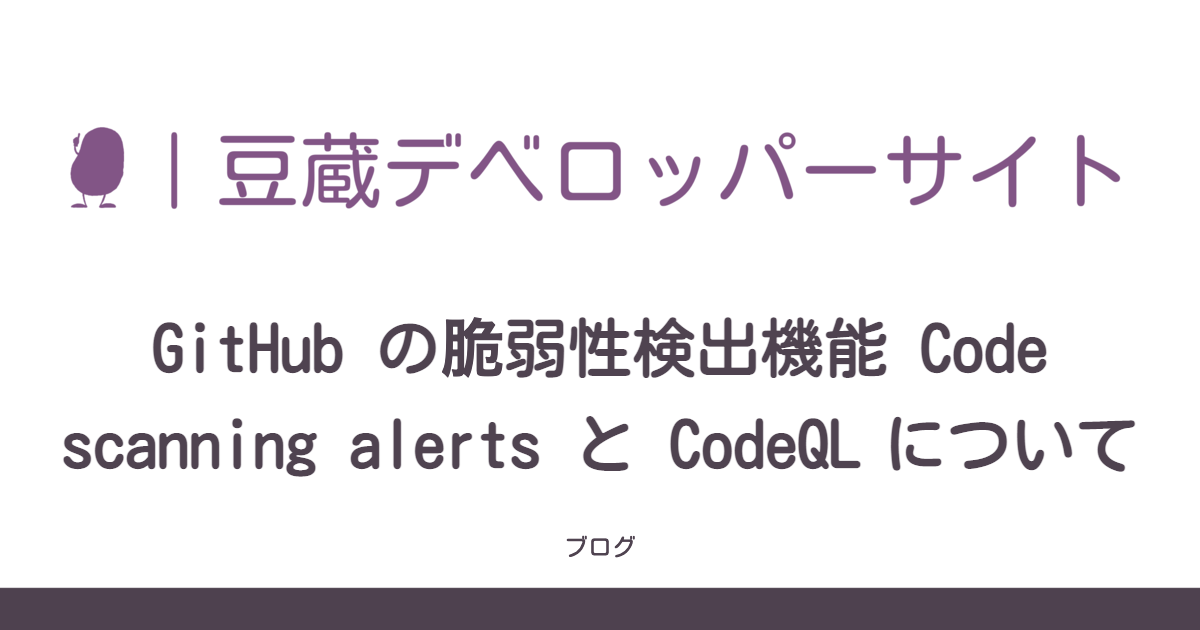 |豆蔵デベロッパーサイト
GitHub の脆弱性検出機能 Code
scanning alerts と CodeQL について
ブログ